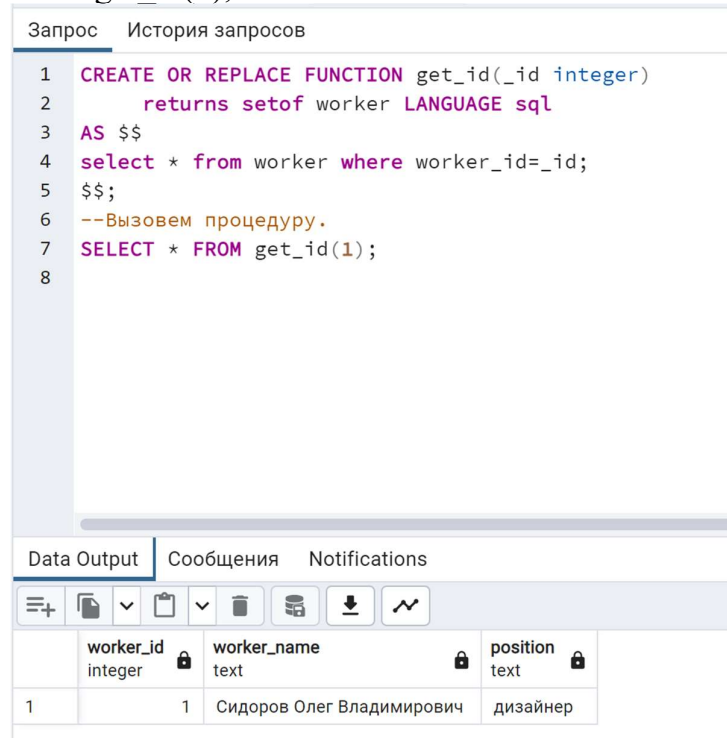 Запрос История запросов
1 CREATE OR REPLACE FUNCTION get_id(_id integer)
2 returns setof worker LANGUAGE sql
3 AS $$
4 select * from worker where worker_id=_id;
5 $$;
6 --Вызовем процедуру.
7 SELECT * FROM get_id(1);
8
Data Output Сообщения Notifications
worker_id worker_name position
integer text text
1 1 Сидоров Олег Владимирович дизайнер